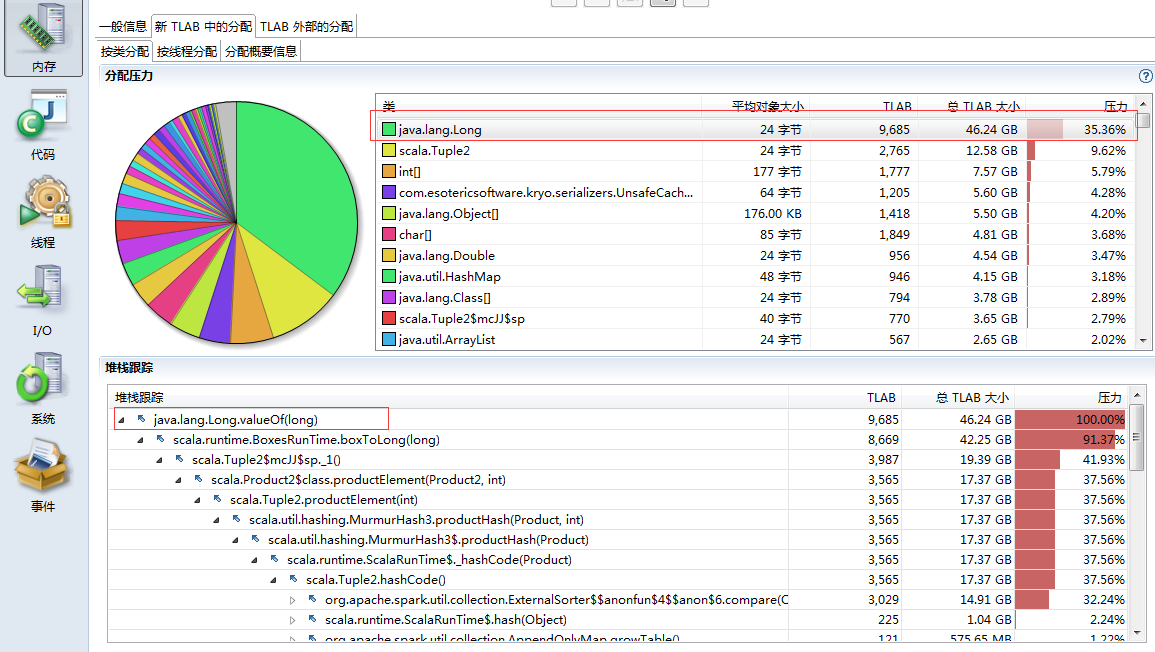 一般信息 新 TLAB 中的分配 TLAB 外部的分配
按类分配 按线程分配 分配概要信息
分配压力
内存
代码
线程
I/O
系统
事件
类 平均对象大小 TLAB 总 TLAB 大小 压力
java.lang.Long 24 字节 9,685 46.24 GB 35.36%
scala.Tuple2 24 字节 2,765 12.58 GB 9.62%
int[] 177 字节 1,777 7.57 GB 5.79%
com.esotericsoftware.kryo.serializers.UnsafeCach... 64 字节 1,205 5.60 GB 4.28%
java.lang.Object[] 176.00 KB 1,418 5.50 GB 4.20%
char[] 85 字节 1,849 4.81 GB 3.68%
java.lang.Double 24 字节 956 4.54 GB 3.47%
java.util.HashMap 48 字节 946 4.15 GB 3.18%
java.lang.Class[] 24 字节 794 3.78 GB 2.89%
scala.Tuple2$mcJJ$sp 40 字节 770 3.65 GB 2.79%
java.util.ArrayList 24 字节 567 2.65 GB 2.02%
堆栈跟踪
堆栈跟踪 TLAB 总 TLAB 大小 压力
java.lang.Long.valueOf(long) 9,685 46.24 GB 100.00%
scala.runtime.BoxesRunTime.boxToLong(long) 8,669 42.25 GB 91.37%
scala.Tuple2$mcJJ$sp._1() 3,987 19.39 GB 41.93%
scala.Product2$class.productElement(Product2, int) 3,565 17.37 GB 37.56%
scala.Tuple2.productElement(int) 3,565 17.37 GB 37.56%
scala.util.hashing.MurmurHash3.productHash(Product, int) 3,565 17.37 GB 37.56%
scala.util.hashing.MurmurHash3$.productHash(Product) 3,565 17.37 GB 37.56%
scala.runtime.ScalaRunTime$._hashCode(Product) 3,565 17.37 GB 37.56%
scala.Tuple2.hashCode() 3,565 17.37 GB 37.56%
org.apache.spark.util.collection.ExternalSorter$$anonfun$4$$anon$6.compare(C 3,029 14.91 GB 32.24%
scala.runtime.ScalaRunTime$.hash(Object) 225 1.04 GB 2.24%
org.apache.spark.util.collection.AppendOnlyMap.growTable() 121 575.65 MB 1.22%